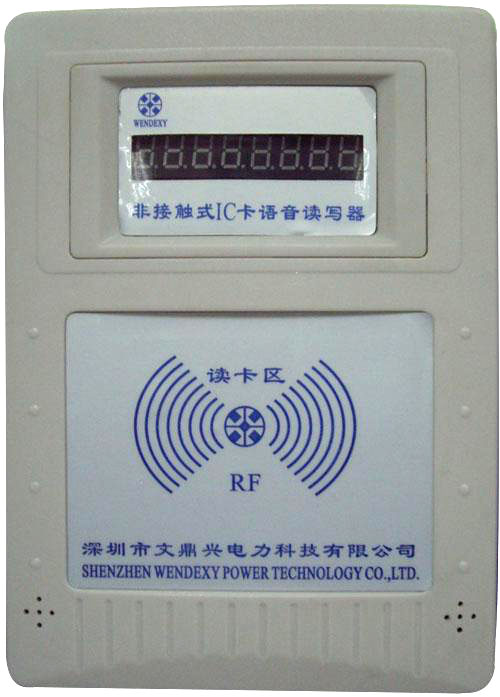 WENDEXY
非接触式IC卡语音读写器
读卡区
RF
深圳市文鼎兴电力科技有限公司
SHENZHEN WENDEXY POWER TECHNOLOGY CO.,LTD.